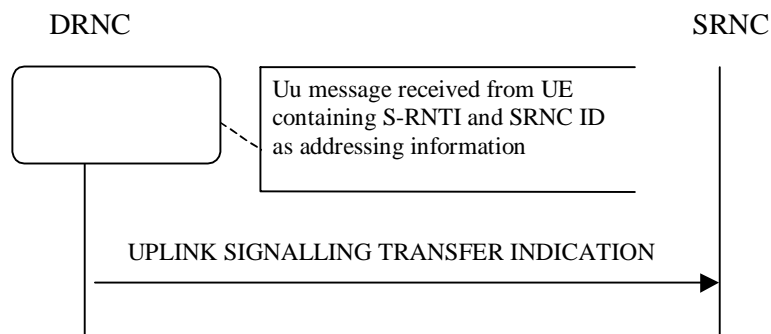 DRNC
SRNC
Uu message received from UE
containing S-RNTI and SRNC ID
as addressing information
UPLINK SIGNALLING TRANSFER INDICATION